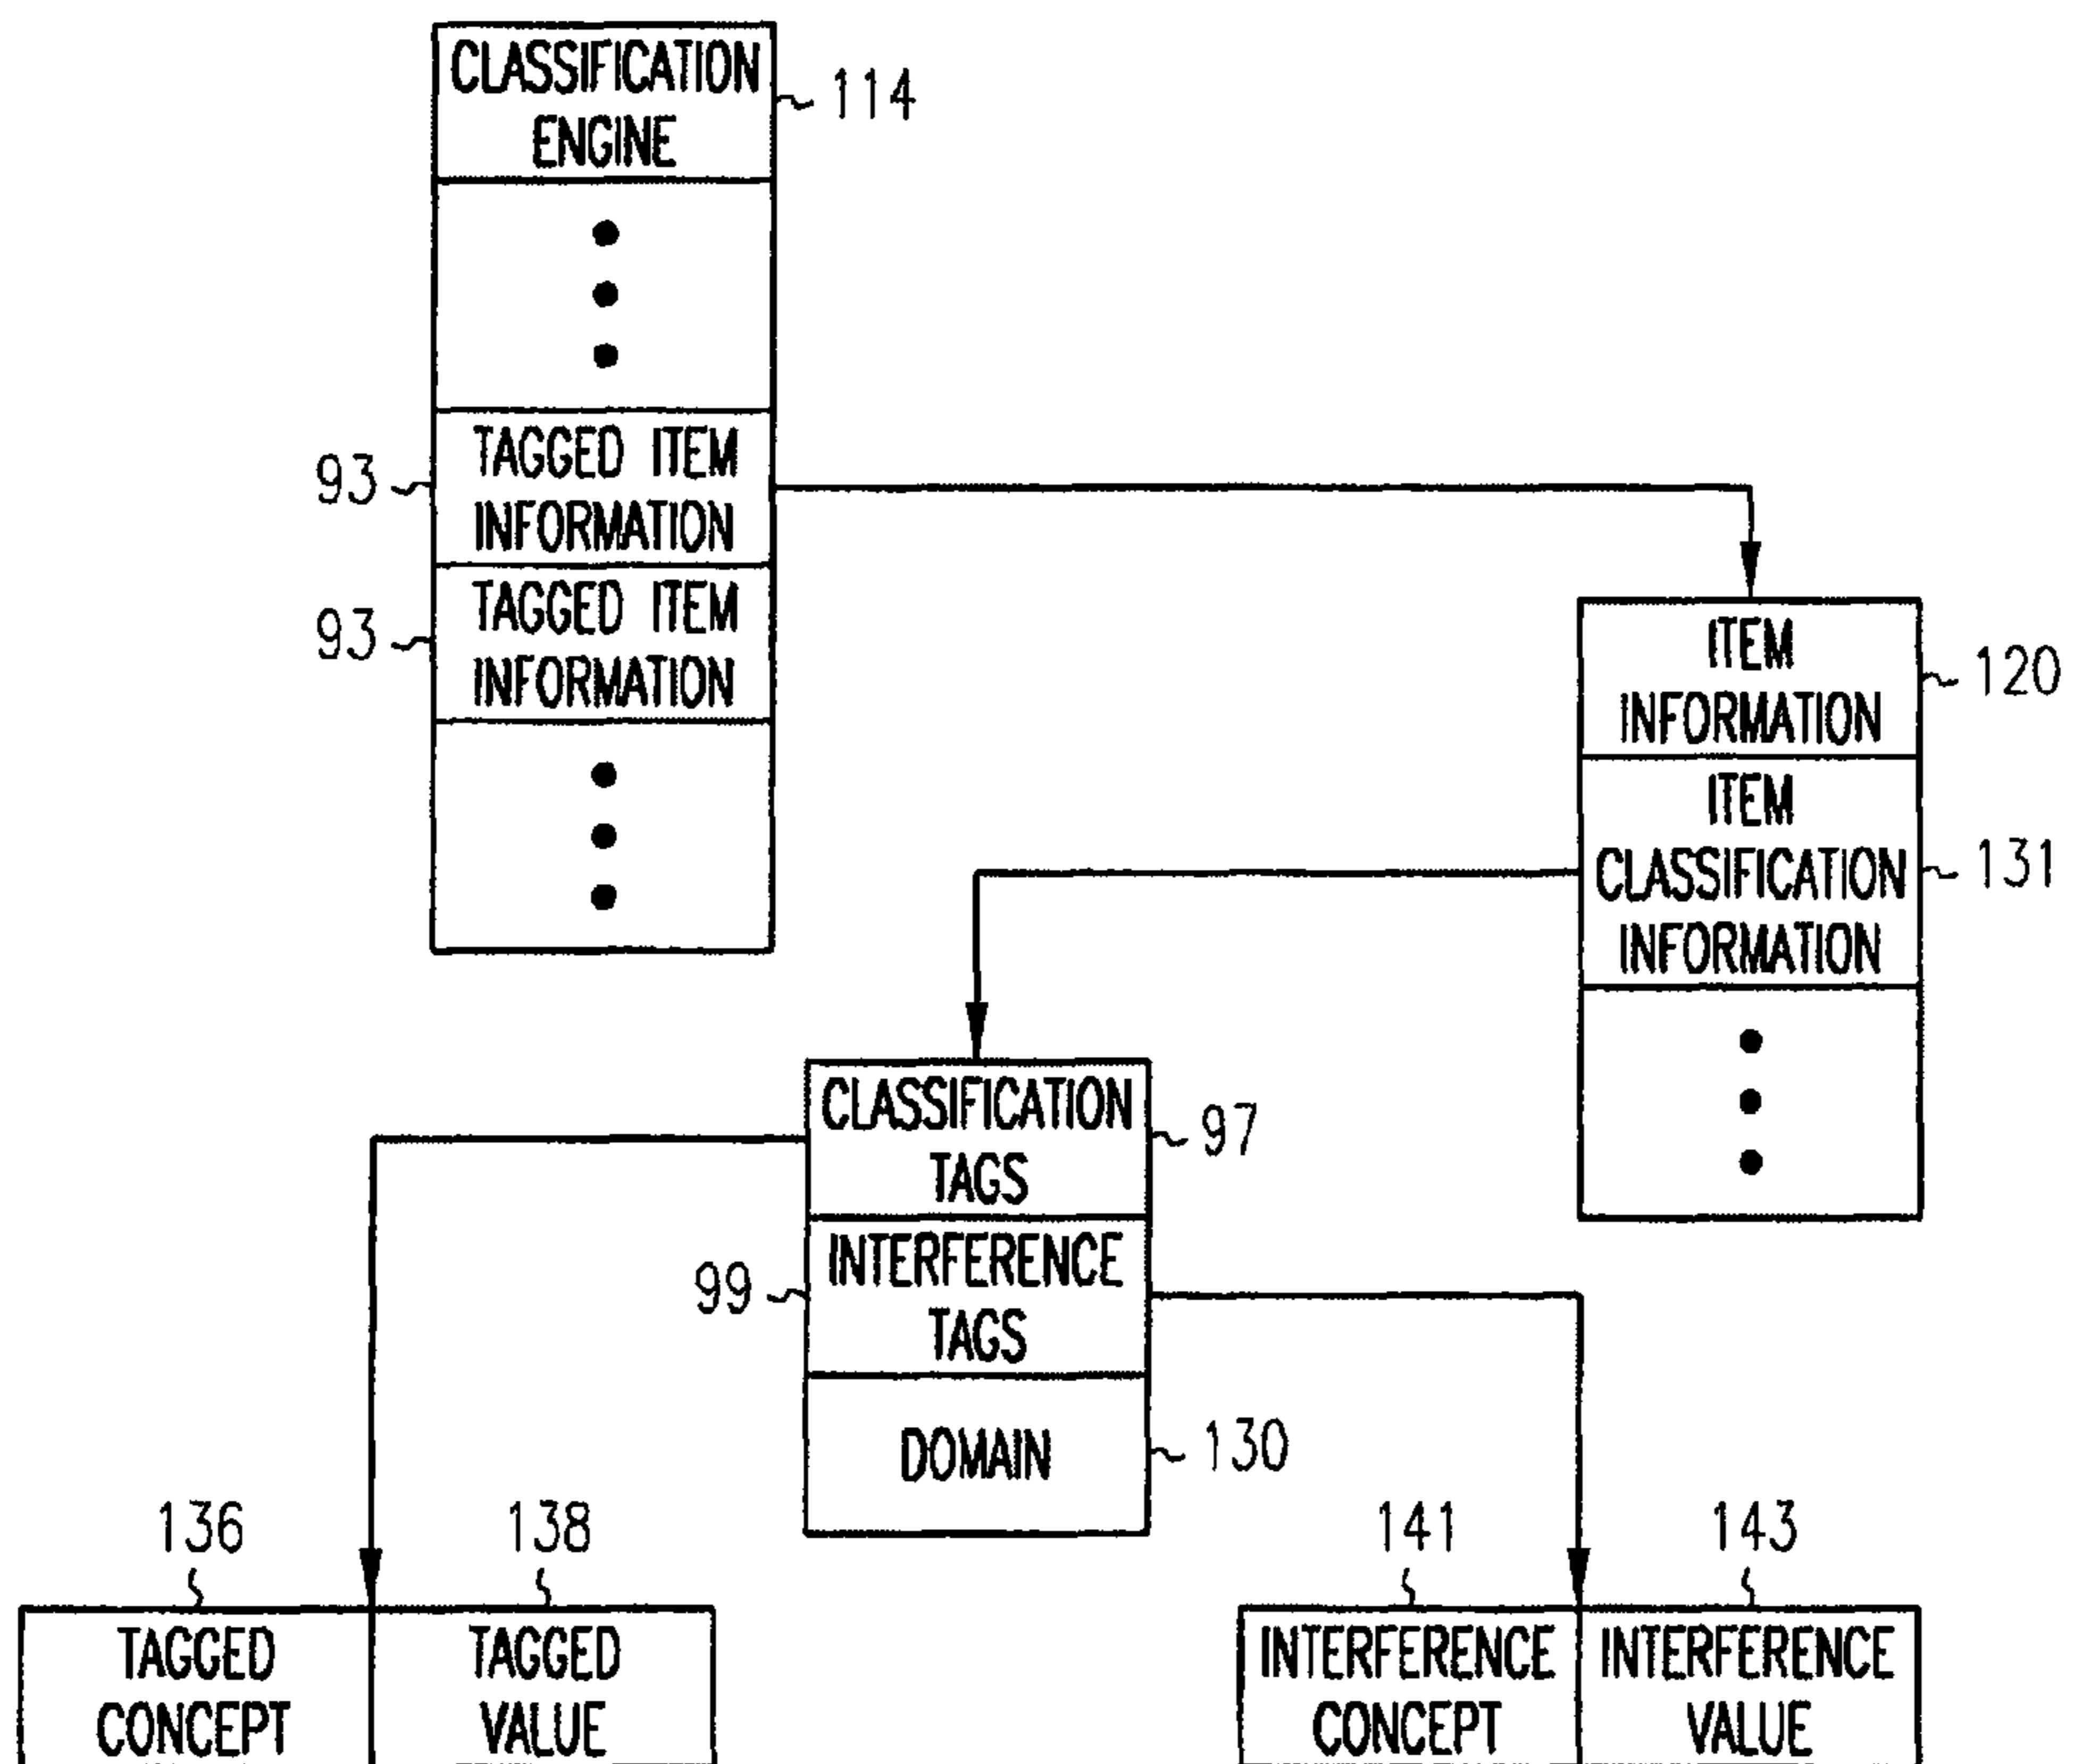 CLASSIFICATION
ENGINE
114
93
TAGGED ITEM
INFORMATION
93
TAGGED ITEM
INFORMATION
ITEM
INFORMATION
120
ITEM
CLASSIFICATION
INFORMATION
131
CLASSIFICATION
TAGS
97
99
INTERFERENCE
TAGS
DOMAIN
130
136
138
141
143
TAGGED
CONCEPT
TAGGED
VALUE
INTERFERENCE
CONCEPT
INTERFERENCE
VALUE